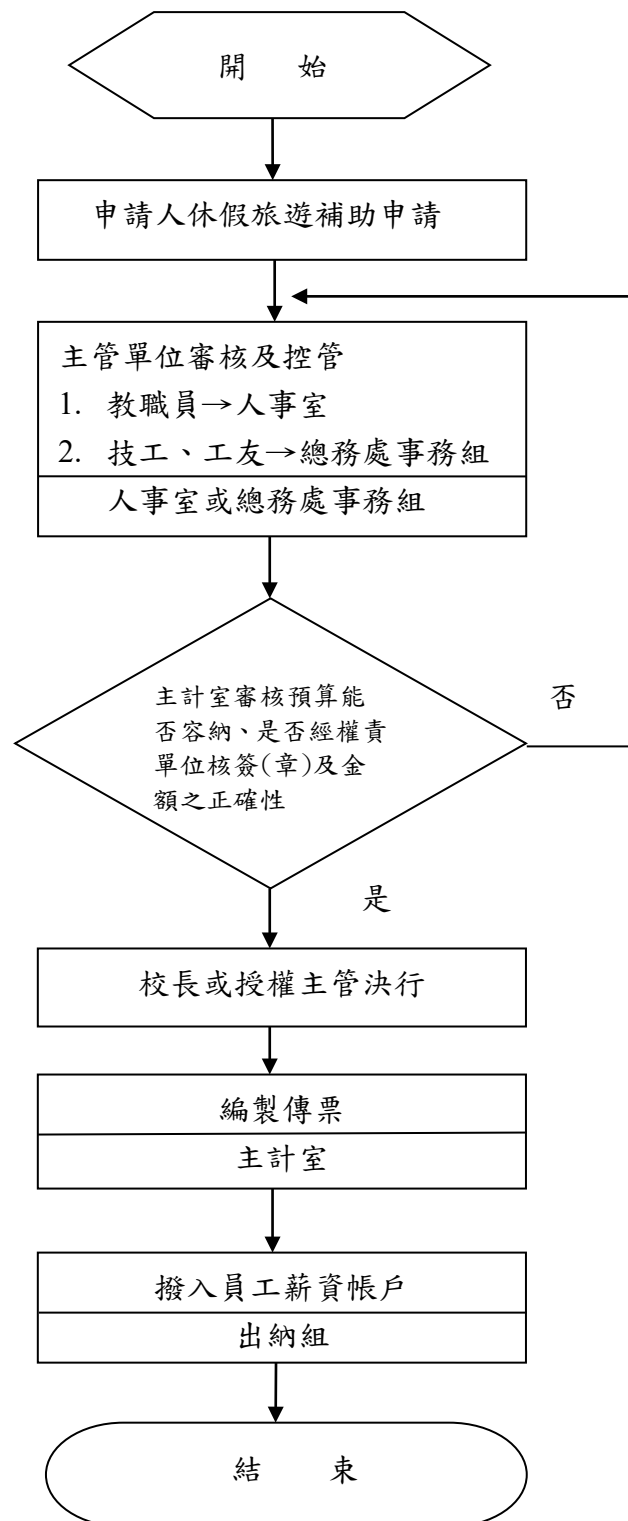 開 始
申請人休假旅遊補助申請
主管單位審核及控管
1. 教職員→人事室
2. 技工、工友→總務處事務組
人事室或總務處事務組
主計室審核預算能
否容納、是否經權責
單位核簽(章)及金
額之正確性
否
是
校長或授權主管決行
編製傳票
主計室
撥入員工薪資帳戶
出納組
結 束